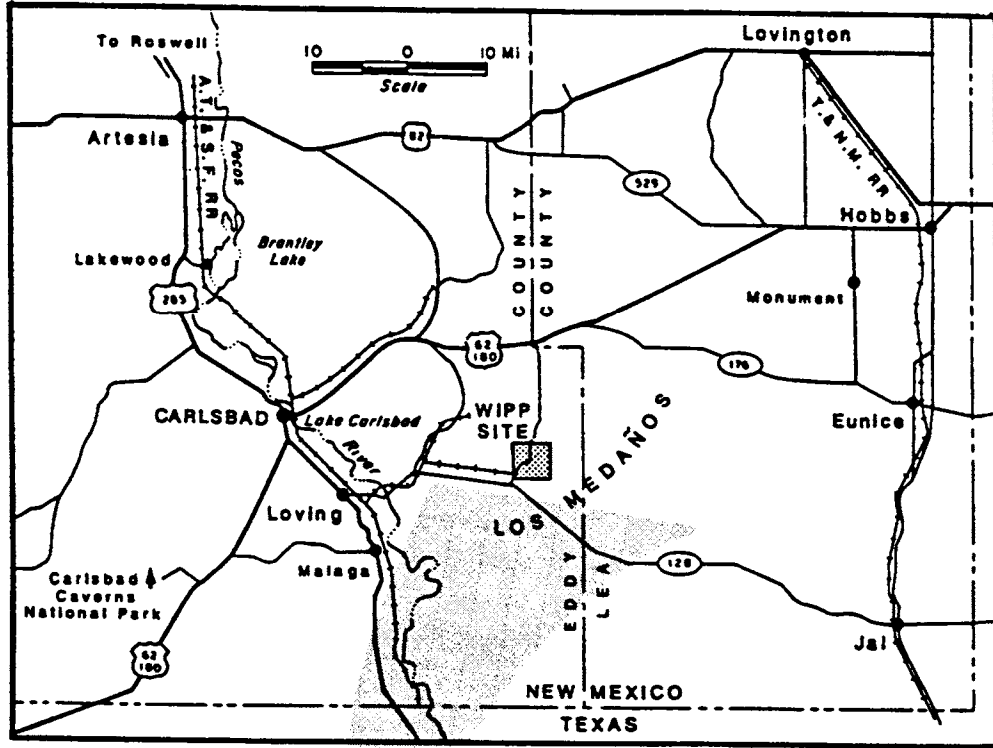 To Roswell
10 0 10 Mi
Scale
Lovington
A.T. & S.F. RR
Pecos
Artesia
82
T. & N.M. RR
529
Hobbs
Brantley
Lake
Lakewood
285
COUNTY
COUNTY
Monument
62
180
176
CARLSBAD
Lake Carlsbad
WIPP
SITE
River
Eunice
LOS MEDAÑOS
Loving
Malaga
EDDY
LEA
128
Carlsbad
Caverns
National Park
62
180
Jal
NEW MEXICO
TEXAS